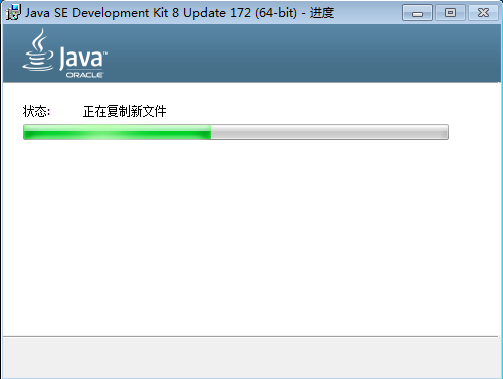 Java SE Development Kit 8 Update 172 (64-bit) - 进度
Java™
ORACLE
状态: 正在复制新文件